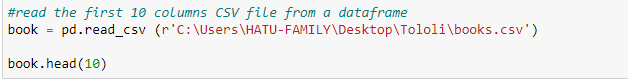 #read the first 10 columns CSV file from a dataframe
book = pd.read_csv (r'C:\Users\HATU-FAMILY\Desktop\Tololi\books.csv')
book.head(10)